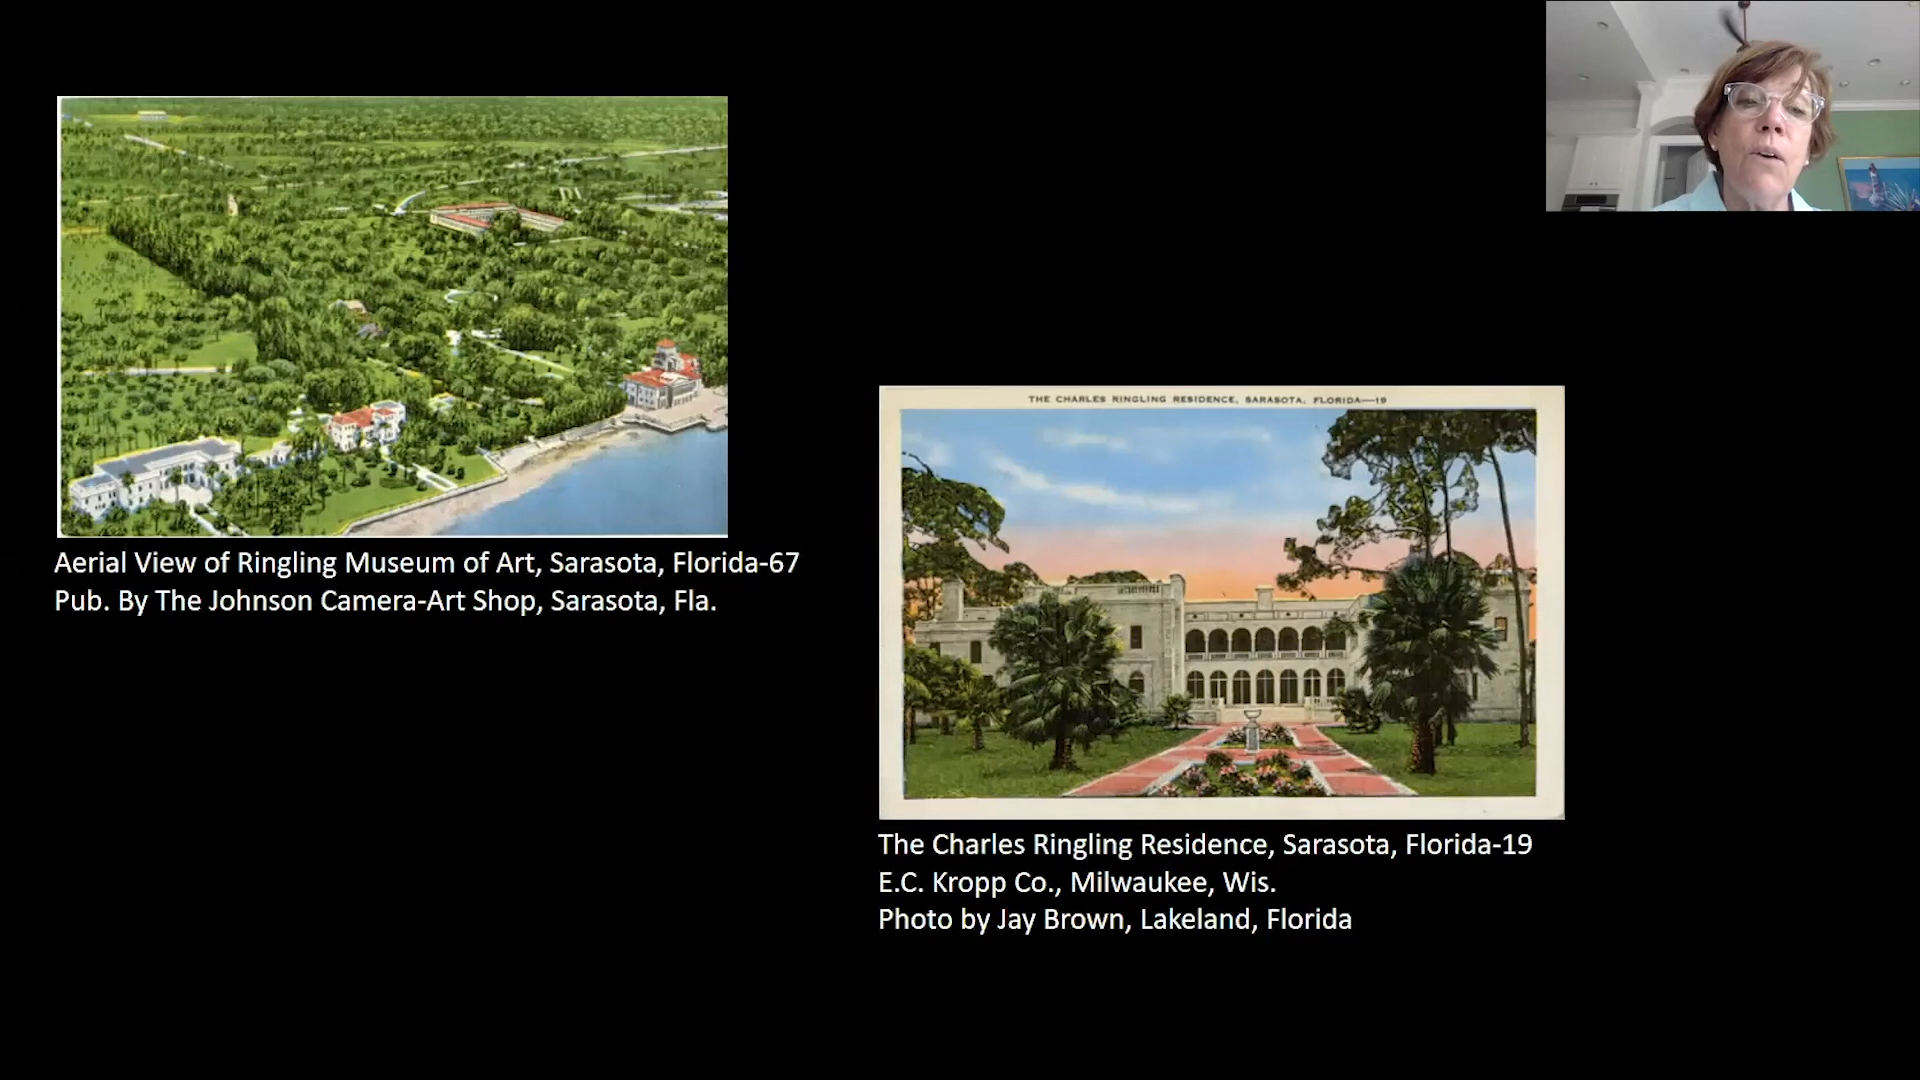 Aerial View of Ringling Museum of Art, Sarasota, Florida-67
Pub. By The Johnson Camera-Art Shop, Sarasota, Fla.
THE CHARLES RINGLING RESIDENCE, SARASOTA, FLORIDA—19
The Charles Ringling Residence, Sarasota, Florida-19
E.C. Kropp Co., Milwaukee, Wis.
Photo by Jay Brown, Lakeland, Florida